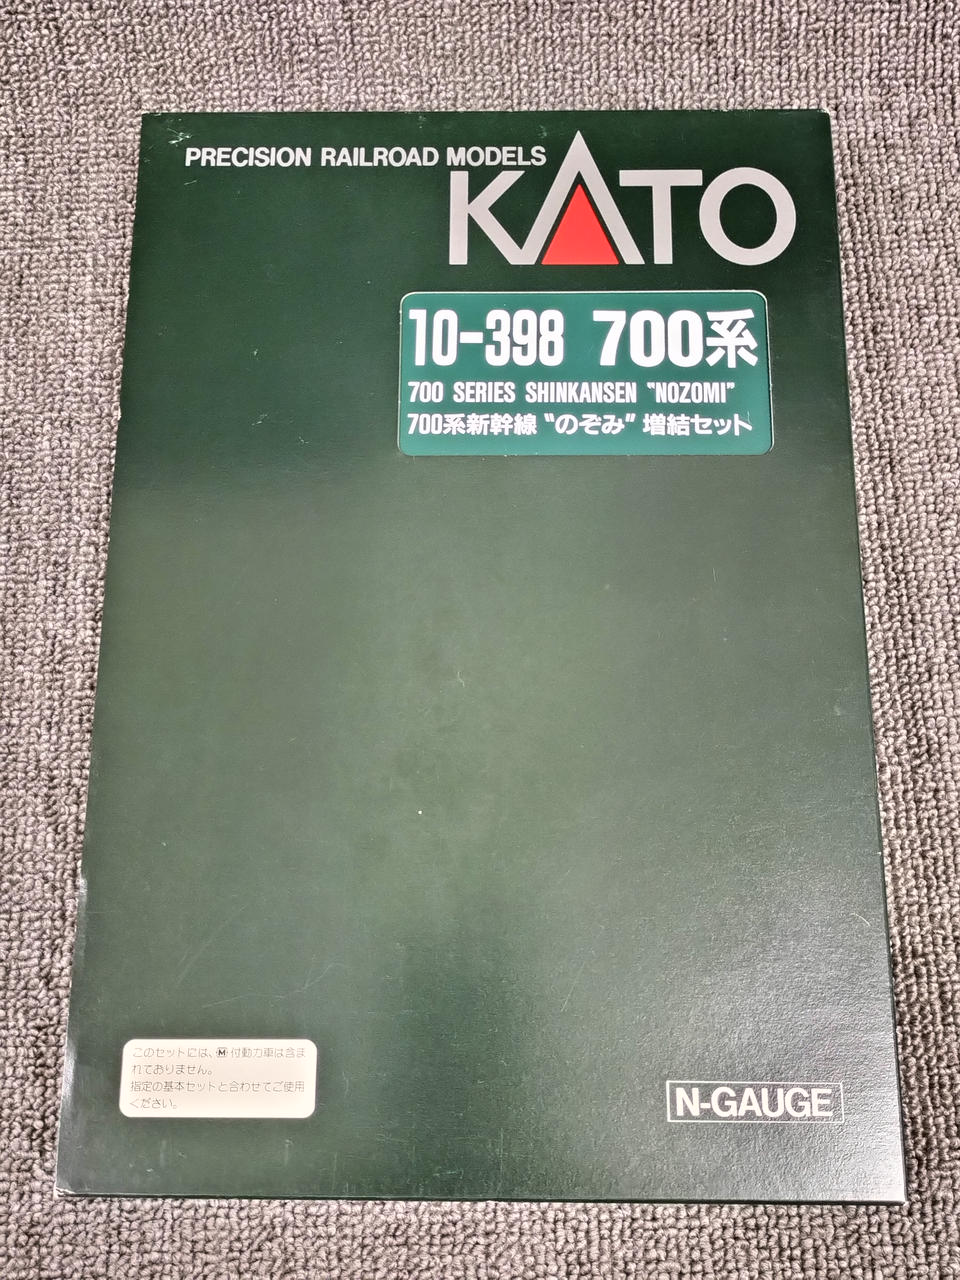 PRECISION RAILROAD MODELS
KATO
10-398 700系
700 SERIES SHINKANSEN "NOZOMI"
700系新幹線 "のぞみ" 増結セット
このセットには、Ⓜ付動力車は含ま
れておりません。
指定の基本セットと合わせてご使用
ください。
N-GAUGE